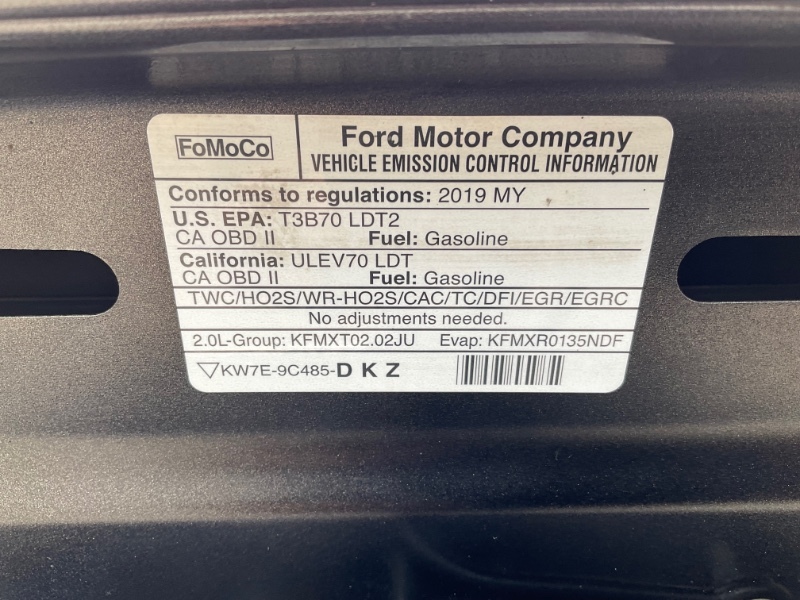 FoMoCo
Ford Motor Company
VEHICLE EMISSION CONTROL INFORMATION
Conforms to regulations: 2019 MY
U.S. EPA: T3B70 LDT2
CA OBD II Fuel: Gasoline
California: ULEV70 LDT
CA OBD II Fuel: Gasoline
TWC/HO2S/WR-HO2S/CAC/TC/DFI/EGR/EGRC
No adjustments needed.
2.0L-Group: KFMXT02.02JU Evap: KFMXR0135NDF
▽KW7E-9C485-D K Z